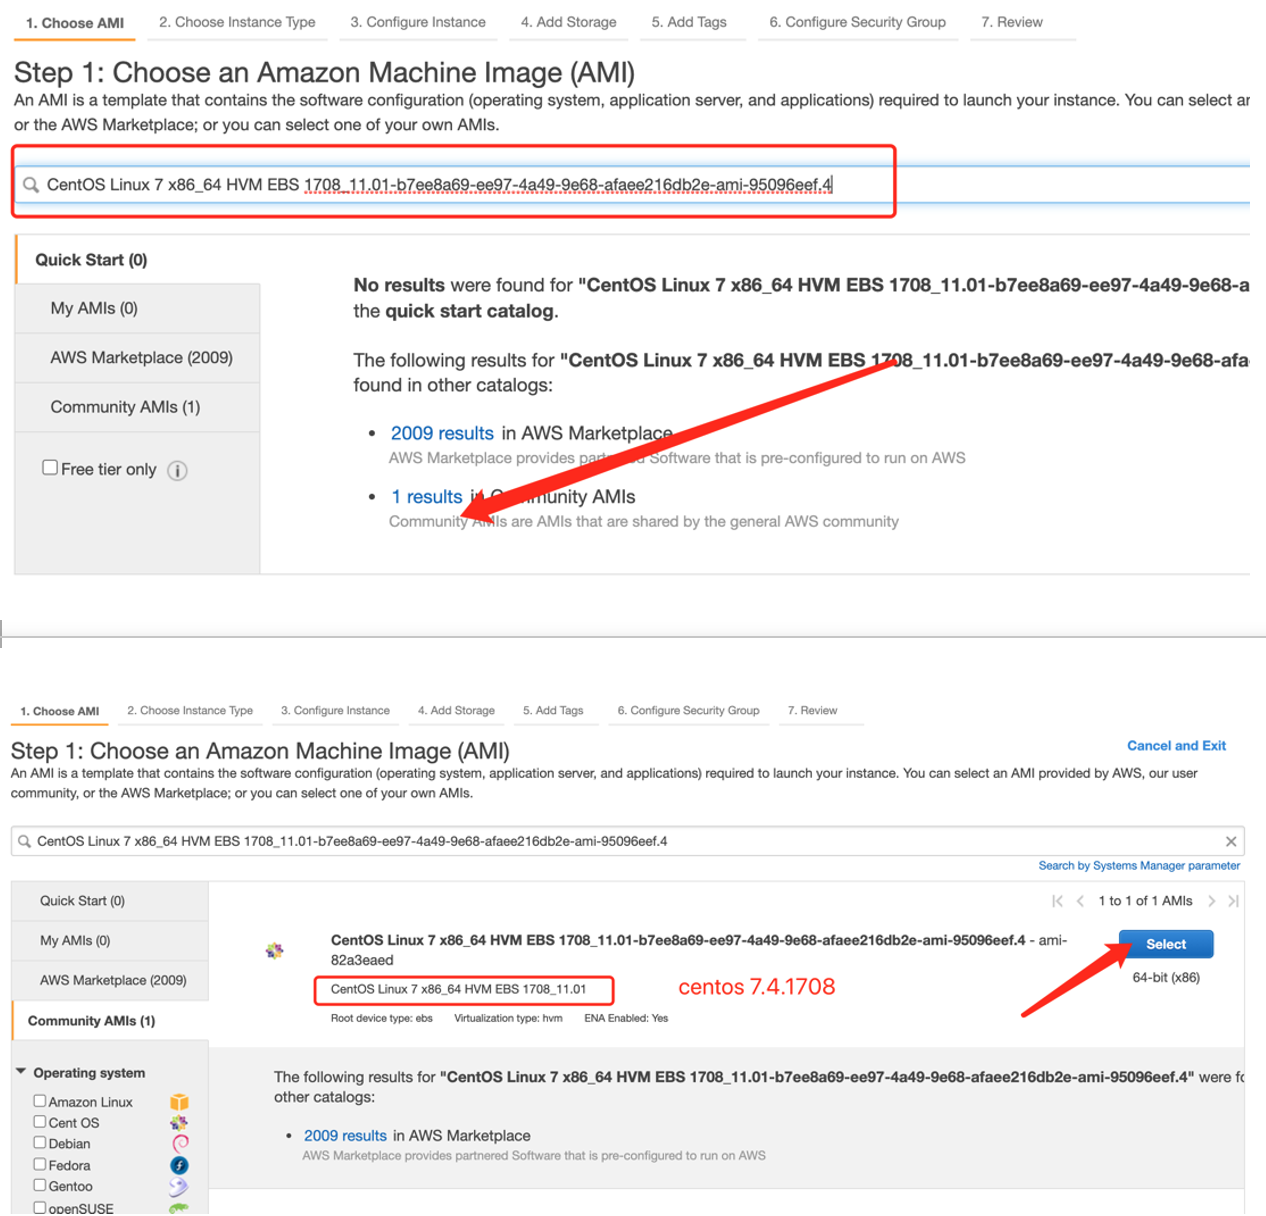 1. Choose AMI 2. Choose Instance Type 3. Configure Instance 4. Add Storage 5. Add Tags 6. Configure Security Group 7. Review
Step 1: Choose an Amazon Machine Image (AMI)
An AMI is a template that contains the software configuration (operating system, application server, and applications) required to launch your instance. You can select ar
or the AWS Marketplace; or you can select one of your own AMIs.
CentOS Linux 7 x86_64 HVM EBS 1708_11.01-b7ee8a69-ee97-4a49-9e68-afaee216db2e-ami-95096eef.4
Quick Start (0)
My AMIs (0)
AWS Marketplace (2009)
Community AMIs (1)
Free tier only
No results were found for "CentOS Linux 7 x86_64 HVM EBS 1708_11.01-b7ee8a69-ee97-4a49-9e68-a
the quick start catalog.
The following results for "CentOS Linux 7 x86_64 HVM EBS 1708_11.01-b7ee8a69-ee97-4a49-9e68-afa
found in other catalogs:
• 2009 results in AWS Marketplace
AWS Marketplace provides partnered Software that is pre-configured to run on AWS
• 1 results in Community AMIs
Community AMIs are AMIs that are shared by the general AWS community
1. Choose AMI 2. Choose Instance Type 3. Configure Instance 4. Add Storage 5. Add Tags 6. Configure Security Group 7. Review
Step 1: Choose an Amazon Machine Image (AMI)
Cancel and Exit
An AMI is a template that contains the software configuration (operating system, application server, and applications) required to launch your instance. You can select an AMI provided by AWS, our user
community, or the AWS Marketplace; or you can select one of your own AMIs.
CentOS Linux 7 x86_64 HVM EBS 1708_11.01-b7ee8a69-ee97-4a49-9e68-afaee216db2e-ami-95096eef.4
Search by Systems Manager parameter
Quick Start (0)
My AMIs (0)
AWS Marketplace (2009)
Community AMIs (1)
Operating system
Amazon Linux
Cent OS
Debian
Fedora
Gentoo
openSUSE
1 to 1 of 1 AMIs
CentOS Linux 7 x86_64 HVM EBS 1708_11.01-b7ee8a69-ee97-4a49-9e68-afaee216db2e-ami-95096eef.4 - ami-
82a3eaed
Select
64-bit (x86)
CentOS Linux 7 x86_64 HVM EBS 1708_11.01
centos 7.4.1708
Root device type: ebs Virtualization type: hvm ENA Enabled: Yes
The following results for "CentOS Linux 7 x86_64 HVM EBS 1708_11.01-b7ee8a69-ee97-4a49-9e68-afaee216db2e-ami-95096eef.4" were fo
other catalogs:
• 2009 results in AWS Marketplace
AWS Marketplace provides partnered Software that is pre-configured to run on AWS